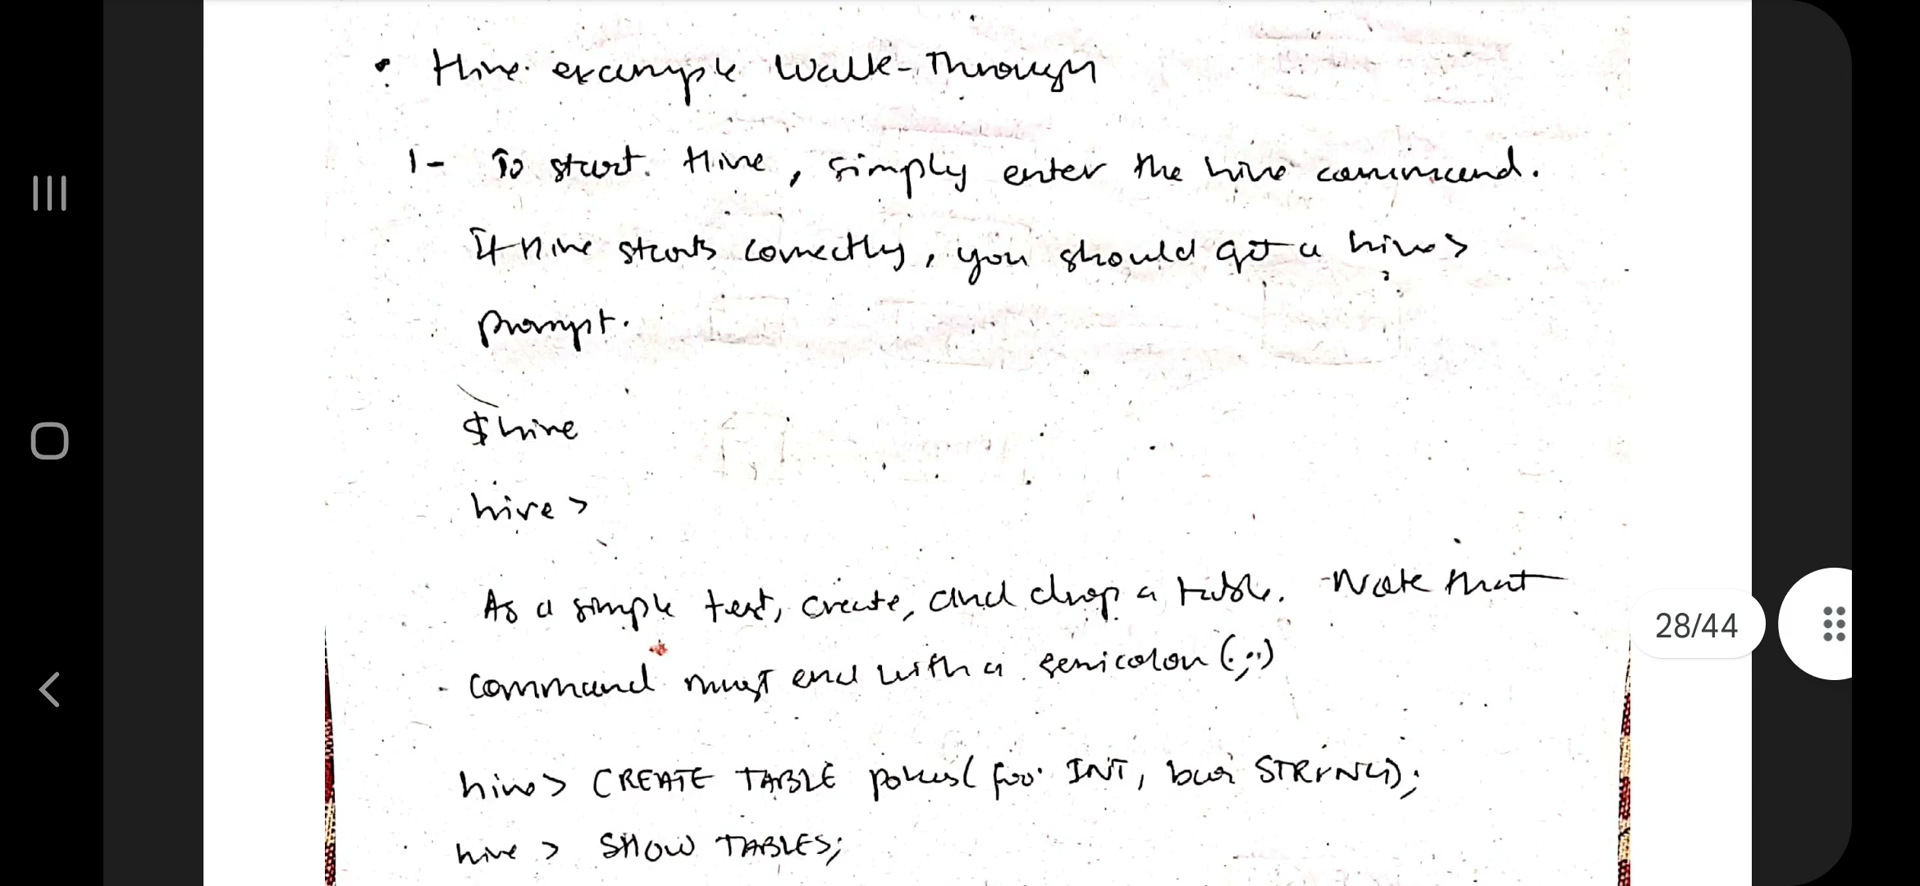 • Hive example Walk-Through
1- To start Hive, simply enter the hive command.
If Hive starts correctly, you should get a hive>
prompt.
$hive
hive >
As a simple test, create, and drop a table. Note that
command must end with a semicolon (;)
hive> CREATE TABLE pokes( foo INT, bar STRING);
hive > SHOW TABLES;
28/44